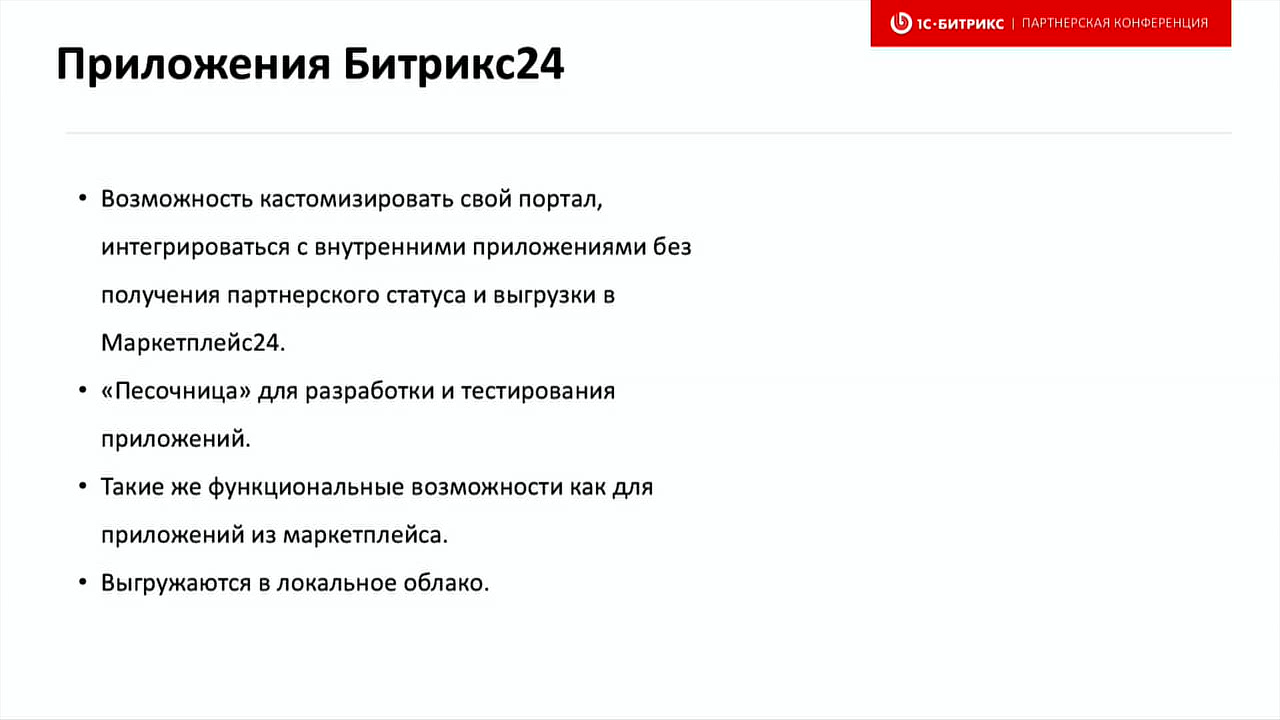 1С-БИТРИКС | ПАРТНЕРСКАЯ КОНФЕРЕНЦИЯ
Приложения Битрикс24
• Возможность кастомизировать свой портал,
интегрироваться с внутренними приложениями без
получения партнерского статуса и выгрузки в
Маркетплейс24.
• «Песочница» для разработки и тестирования
приложений.
• Такие же функциональные возможности как для
приложений из маркетплейса.
• Выгружаются в локальное облако.